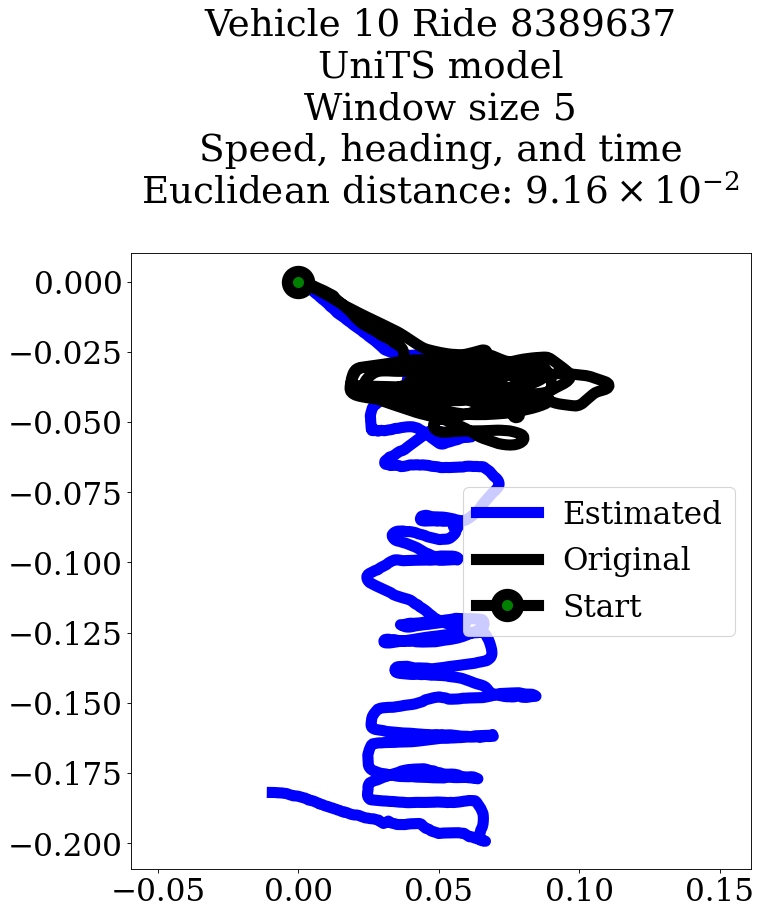 Vehicle 10 Ride 8389637
UniTS model
Window size 5
Speed, heading, and time
Euclidean distance: 9.16 × 10⁻²
0.000
−0.025
−0.050
−0.075
−0.100
−0.125
−0.150
−0.175
−0.200
Estimated
Original
Start
−0.05 0.00 0.05 0.10 0.15